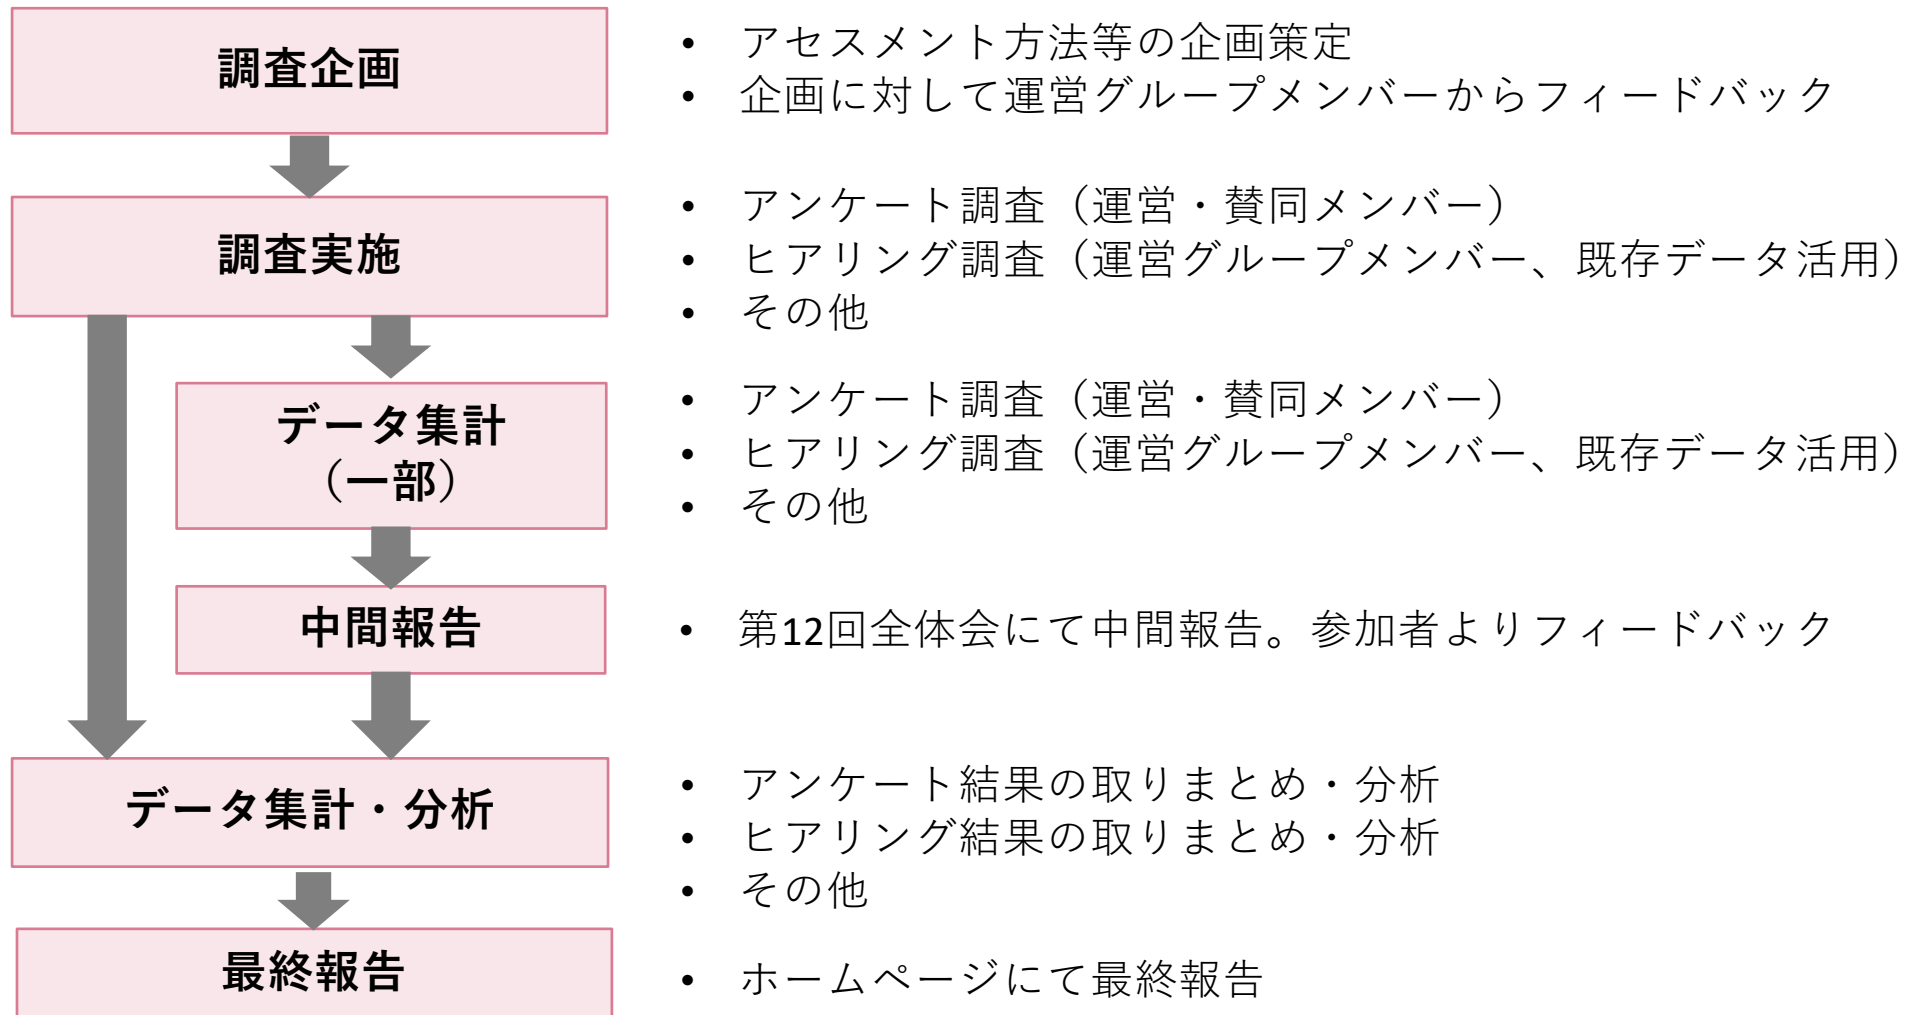 調査企画
• アセスメント方法等の企画策定
• 企画に対して運営グループメンバーからフィードバック
調査実施
• アンケート調査（運営・賛同メンバー）
• ヒアリング調査（運営グループメンバー、既存データ活用）
• その他
データ集計
（一部）
• アンケート調査（運営・賛同メンバー）
• ヒアリング調査（運営グループメンバー、既存データ活用）
• その他
中間報告
• 第12回全体会にて中間報告。参加者よりフィードバック
データ集計・分析
• アンケート結果の取りまとめ・分析
• ヒアリング結果の取りまとめ・分析
• その他
最終報告
• ホームページにて最終報告